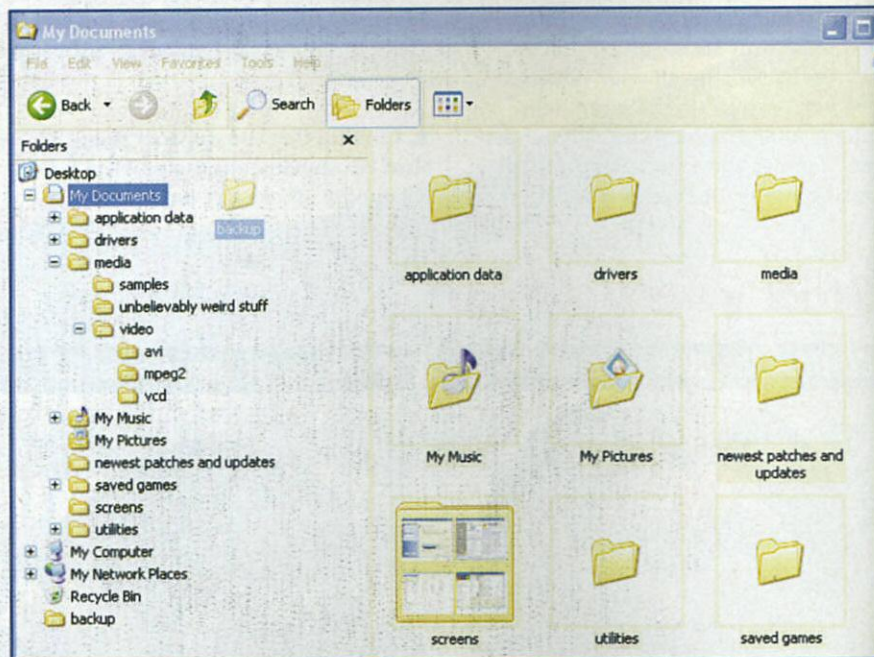 My Documents
File Edit View Favorites Tools Help
Back Search Folders
Folders
Desktop
My Documents
backup
application data
drivers
media
samples
unbelievably weird stuff
video
avi
mpeg2
vcd
My Music
My Pictures
newest patches and updates
saved games
screens
utilities
My Computer
My Network Places
Recycle Bin
backup
application data drivers media
My Music My Pictures newest patches and
updates
screens utilities saved games